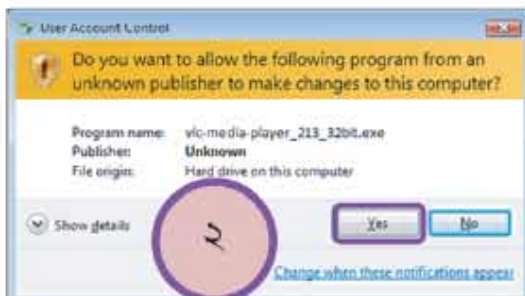 User Account Control
Do you want to allow the following program from an
unknown publisher to make changes to this computer?
Program name: vlc-media-player_213_32bit.exe
Publisher: Unknown
File origin: Hard drive on this computer
Show details
২
Yes
No
Change when these notifications appear